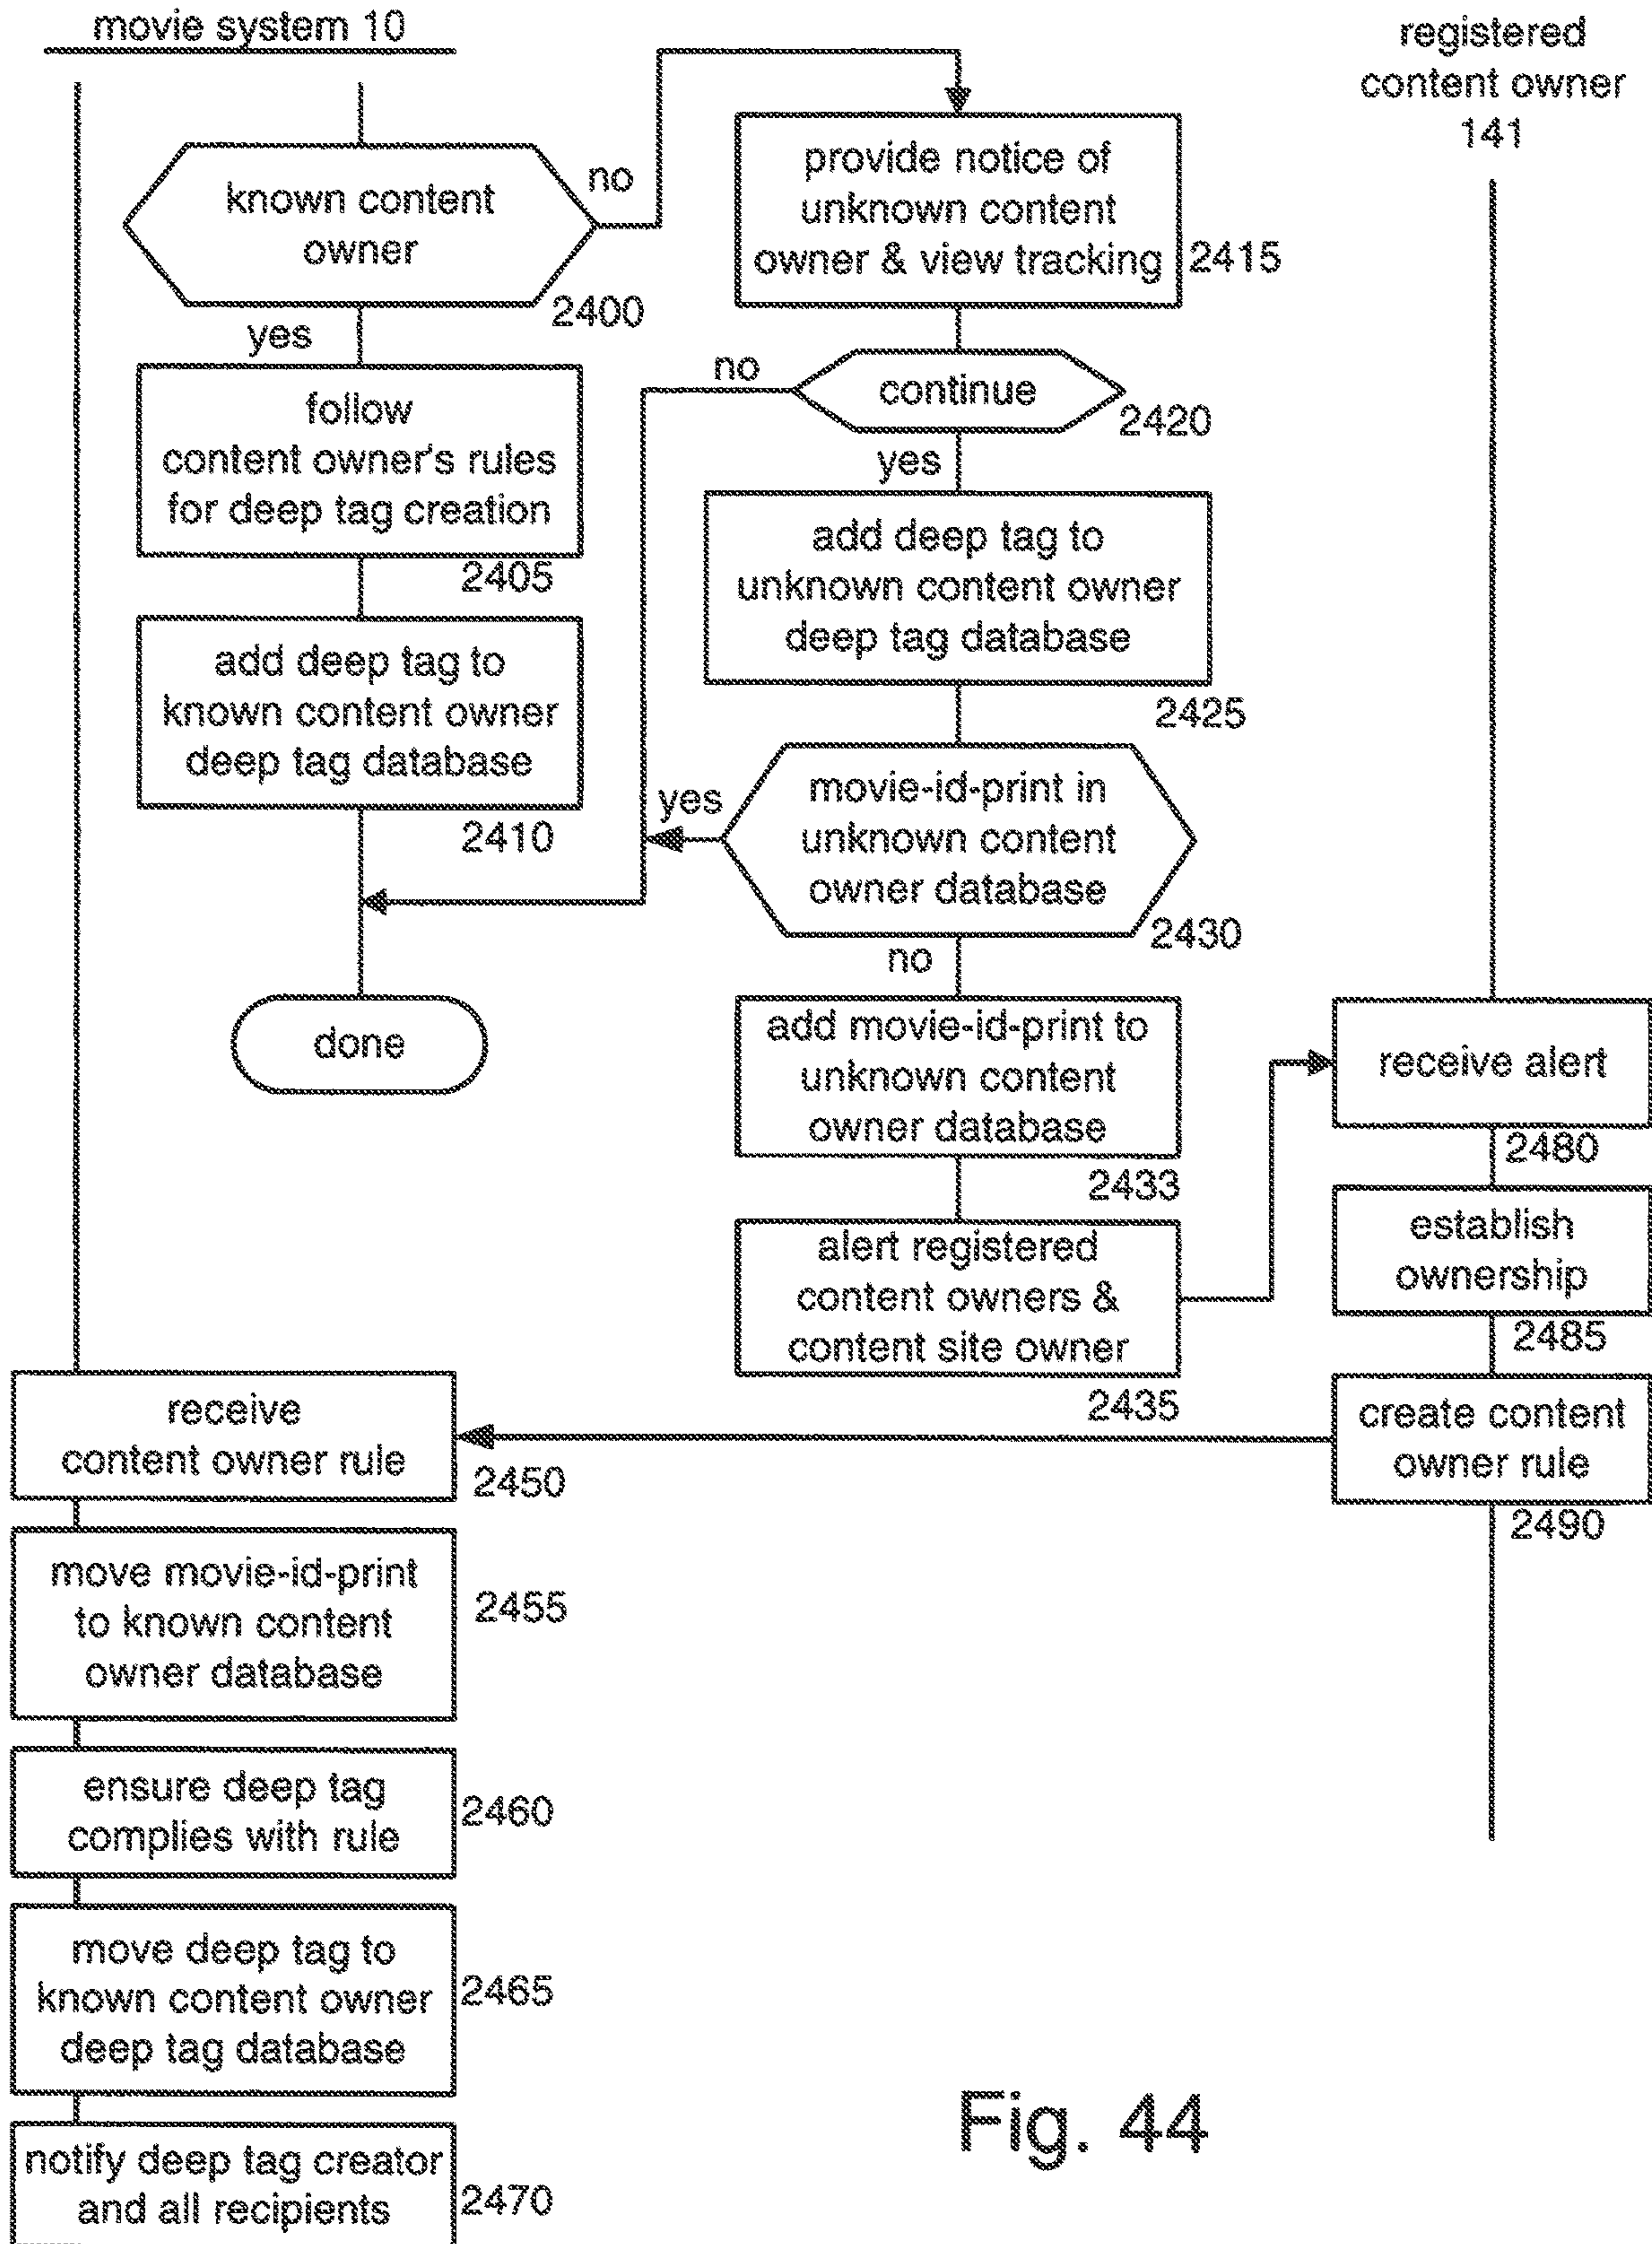 movie system 10
registered
content owner
141
known content
owner
no
2400
yes
provide notice of
unknown content
owner & view tracking
2415
follow
content owner's rules
for deep tag creation
2405
no
continue
2420
yes
add deep tag to
known content owner
deep tag database
2410
add deep tag to
unknown content owner
deep tag database
2425
yes
movie-id-print in
unknown content
owner database
2430
no
done
add movie-id-print to
unknown content
owner database
2433
alert registered
content owners &
content site owner
2435
receive alert
2480
establish
ownership
2485
create content
owner rule
2490
receive
content owner rule
2450
move movie-id-print
to known content
owner database
2455
ensure deep tag
complies with rule
2460
move deep tag to
known content owner
deep tag database
2465
notify deep tag creator
and all recipients
2470
Fig. 44